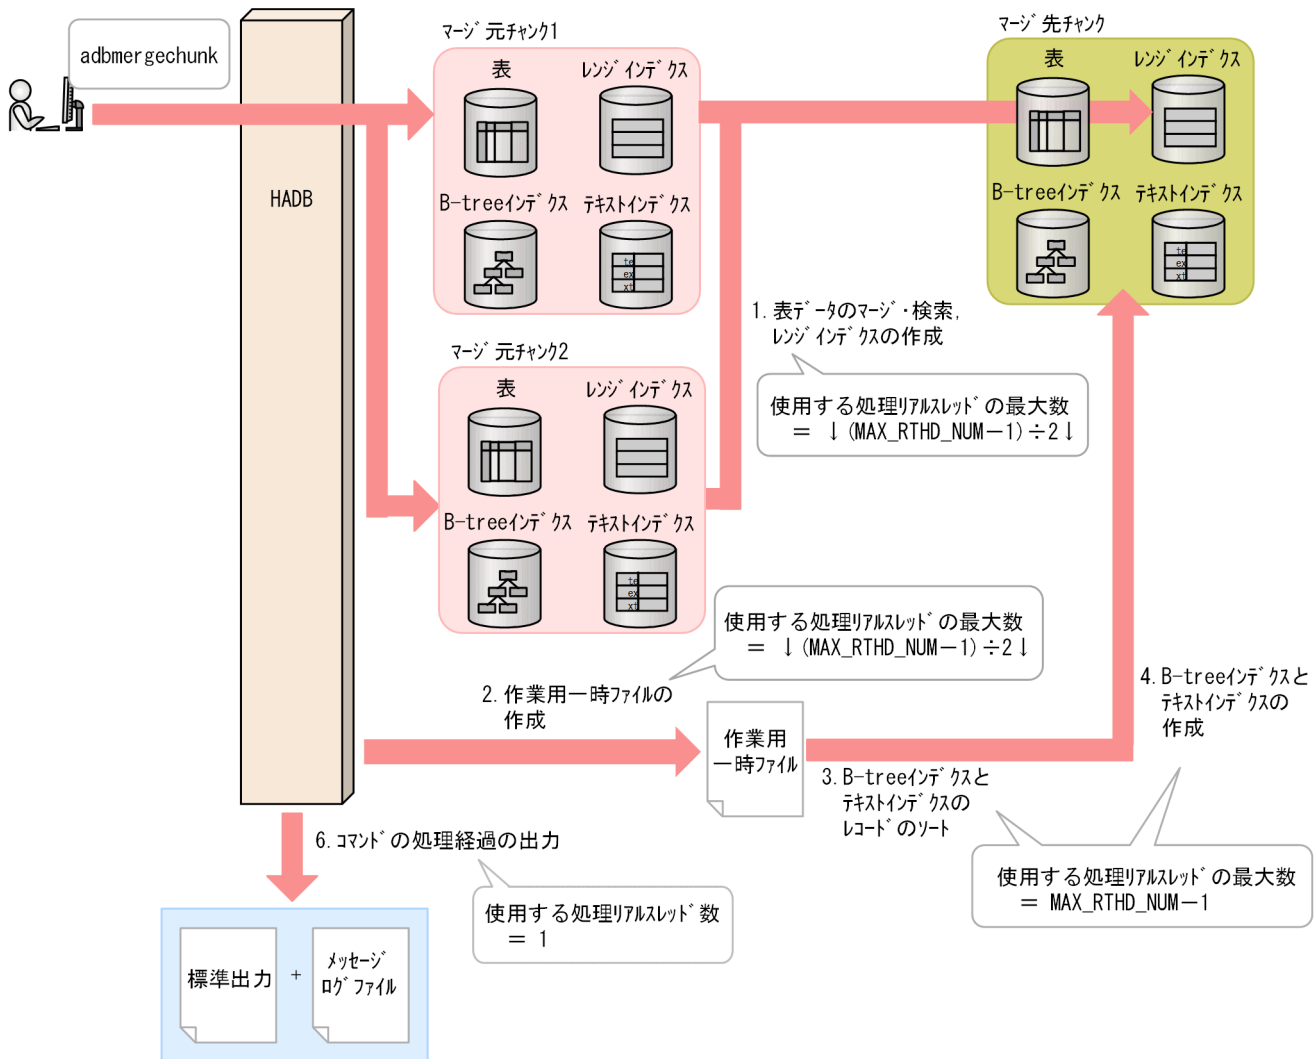 adbmergechunk
HADB
マージ元チャンク1
表
レンジインデクス
B-treeインデクス
テキストインデクス
te
ex
xt
マージ元チャンク2
表
レンジインデクス
B-treeインデクス
テキストインデクス
te
ex
xt
マージ先チャンク
表
レンジインデクス
B-treeインデクス
テキストインデクス
te
ex
xt
1. 表データのマージ・検索,
レンジインデクスの作成
使用する処理リアルスレッドの最大数
= ↓(MAX_RTHD_NUM-1)÷2↓
使用する処理リアルスレッドの最大数
= ↓(MAX_RTHD_NUM-1)÷2↓
2. 作業用一時ファイルの
作成
作業用
一時ファイル
3. B-treeインデクスと
テキストインデクスの
レコードのソート
4. B-treeインデクスと
テキストインデクスの
作成
使用する処理リアルスレッドの最大数
= MAX_RTHD_NUM-1
6. コマンドの処理経過の出力
使用する処理リアルスレッド数
= 1
標準出力
+
メッセージ
ログファイル